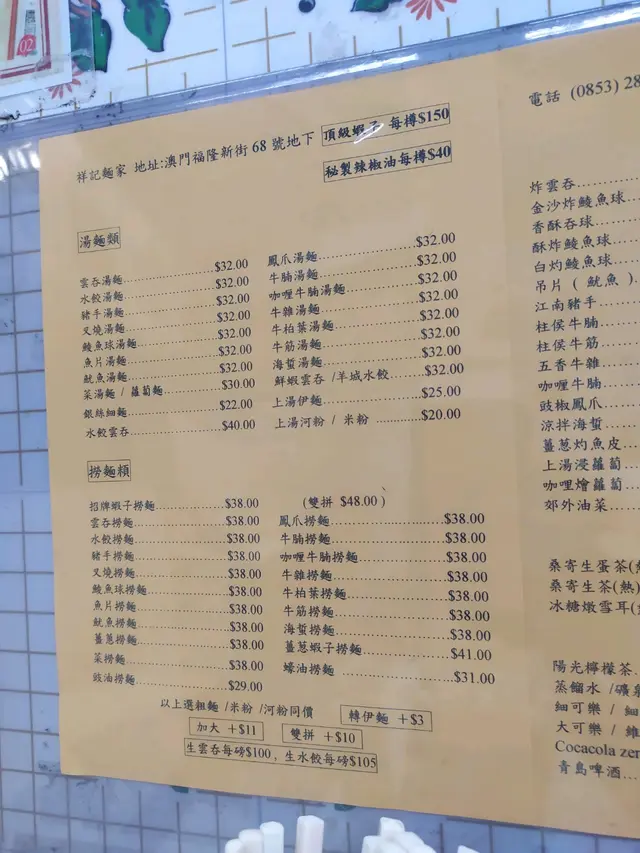 02
祥記麵家 地址:澳門福隆新街 68 號地下
頂級蝦子 每樽$150
秘製辣椒油每樽$40
湯麵類
雲吞湯麵 $32.00
水餃湯麵 $32.00
豬手湯麵 $32.00
叉燒湯麵 $32.00
鯪魚球湯麵 $32.00
魚片湯麵 $32.00
魷魚湯麵 $32.00
菜湯麵 / 蘿蔔麵 $30.00
銀絲細麵 $22.00
水餃雲吞 $40.00
鳳爪湯麵 $32.00
牛腩湯麵 $32.00
咖喱牛腩湯麵 $32.00
牛雜湯麵 $32.00
牛柏葉湯麵 $32.00
牛筋湯麵 $32.00
海蜇湯麵 $32.00
鮮蝦雲吞 /羊城水餃 $32.00
上湯伊麵 $25.00
上湯河粉 / 米粉 $20.00
撈麵類
招牌蝦子撈麵 $38.00
雲吞撈麵 $38.00
水餃撈麵 $38.00
豬手撈麵 $38.00
叉燒撈麵 $38.00
鯪魚球撈麵 $38.00
魚片撈麵 $38.00
魷魚撈麵 $38.00
薑蔥撈麵 $38.00
菜撈麵 $38.00
豉油撈麵 $29.00
(雙拼 $48.00)
鳳爪撈麵 $38.00
牛腩撈麵 $38.00
咖喱牛腩撈麵 $38.00
牛雜撈麵 $38.00
牛柏葉撈麵 $38.00
牛筋撈麵 $38.00
海蜇撈麵 $38.00
薑蔥蝦子撈麵 $41.00
蠔油撈麵 $31.00
以上選粗麵 /米粉 /河粉同價
轉伊麵 +$3
加大 +$11
雙拼 +$10
生雲吞每磅$100, 生水餃每磅$105
電話 (0853) 28
炸雲吞
金沙炸鯪魚球
香酥吞球
酥炸鯪魚球
白灼鯪魚球
吊片 ( 魷魚 )
江南豬手
柱侯牛腩
柱侯牛筋
五香牛雜
咖喱牛腩
豉椒鳳爪
涼拌海蜇
薑蔥灼魚皮
上湯浸蘿蔔
咖哩燴蘿蔔
郊外油菜
桑寄生蛋茶(
桑寄生茶(熱)
冰糖燉雪耳(
陽光檸檬茶
蒸餾水 /礦
細可樂 / 細
大可樂 / 維
Cocacola zer
青島啤酒